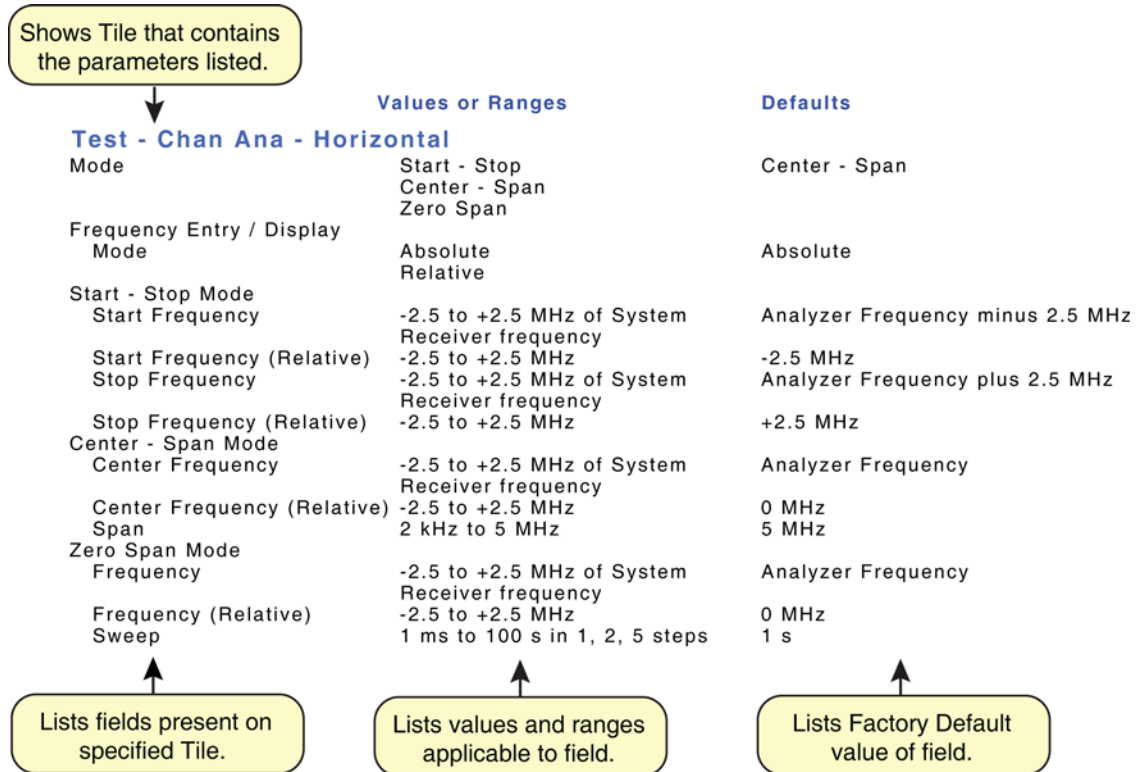 Shows Tile that contains
the parameters listed.
Values or Ranges Defaults
Test - Chan Ana - Horizontal
Mode Start - Stop Center - Span
Center - Span
Zero Span
Frequency Entry / Display
Mode Absolute Absolute
Relative
Start - Stop Mode
Start Frequency -2.5 to +2.5 MHz of System Analyzer Frequency minus 2.5 MHz
Receiver frequency
Start Frequency (Relative) -2.5 to +2.5 MHz -2.5 MHz
Stop Frequency -2.5 to +2.5 MHz of System Analyzer Frequency plus 2.5 MHz
Receiver frequency
Stop Frequency (Relative) -2.5 to +2.5 MHz +2.5 MHz
Center - Span Mode
Center Frequency -2.5 to +2.5 MHz of System Analyzer Frequency
Receiver frequency
Center Frequency (Relative) -2.5 to +2.5 MHz 0 MHz
Span 2 kHz to 5 MHz 5 MHz
Zero Span Mode
Frequency -2.5 to +2.5 MHz of System Analyzer Frequency
Receiver frequency
Frequency (Relative) -2.5 to +2.5 MHz 0 MHz
Sweep 1 ms to 100 s in 1, 2, 5 steps 1 s
Lists fields present on
specified Tile.
Lists values and ranges
applicable to field.
Lists Factory Default
value of field.